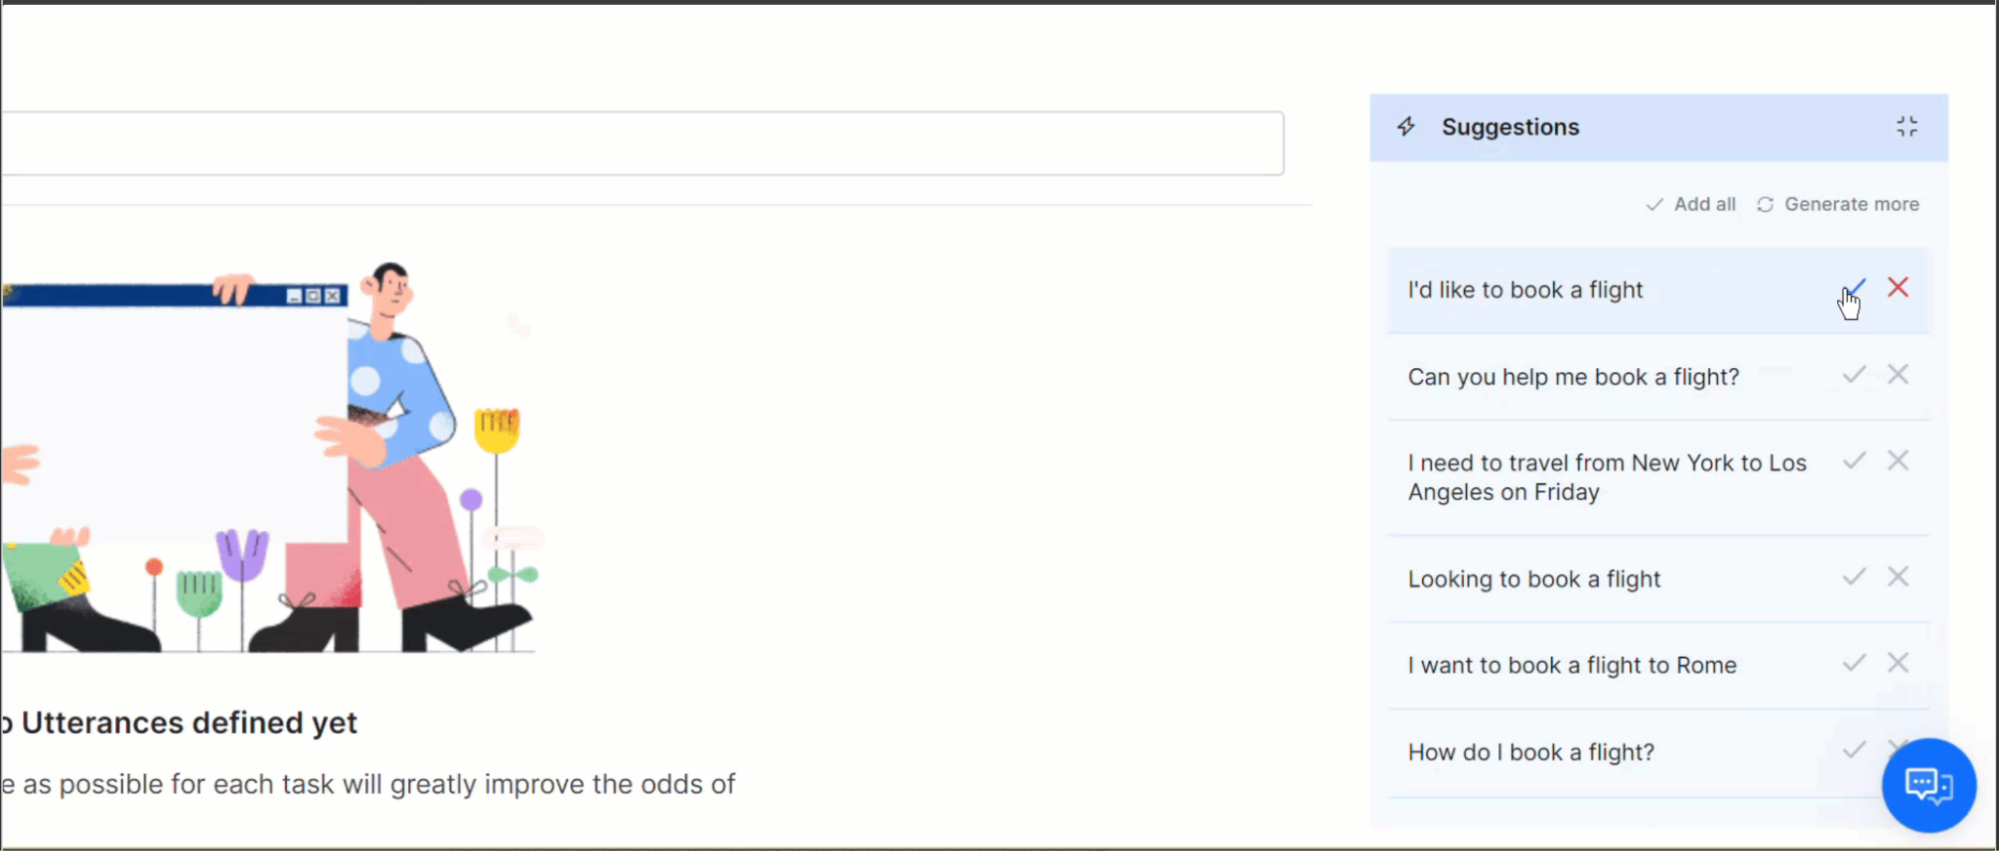 Suggestions
Add all Generate more
I'd like to book a flight
Can you help me book a flight?
I need to travel from New York to Los
Angeles on Friday
Looking to book a flight
I want to book a flight to Rome
How do I book a flight?
Utterances defined yet
as possible for each task will greatly improve the odds of